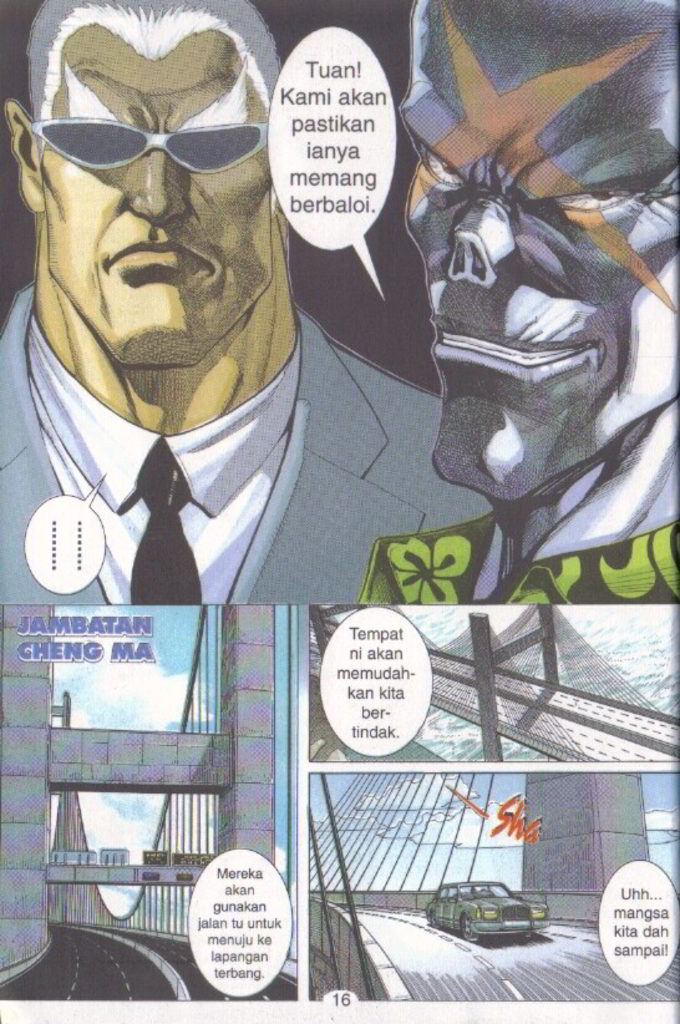 Tuan!
Kami akan
pastikan
ianya
memang
berbaloi.
JAMBATAN
CHENG MA
Tempat
ni akan
memudah-
kan kita
ber-
tindak.
Mereka
akan
gunakan
jalan tu untuk
menuju ke
lapangan
terbang.
Uhh...
mangsa
kita dah
sampai!
16